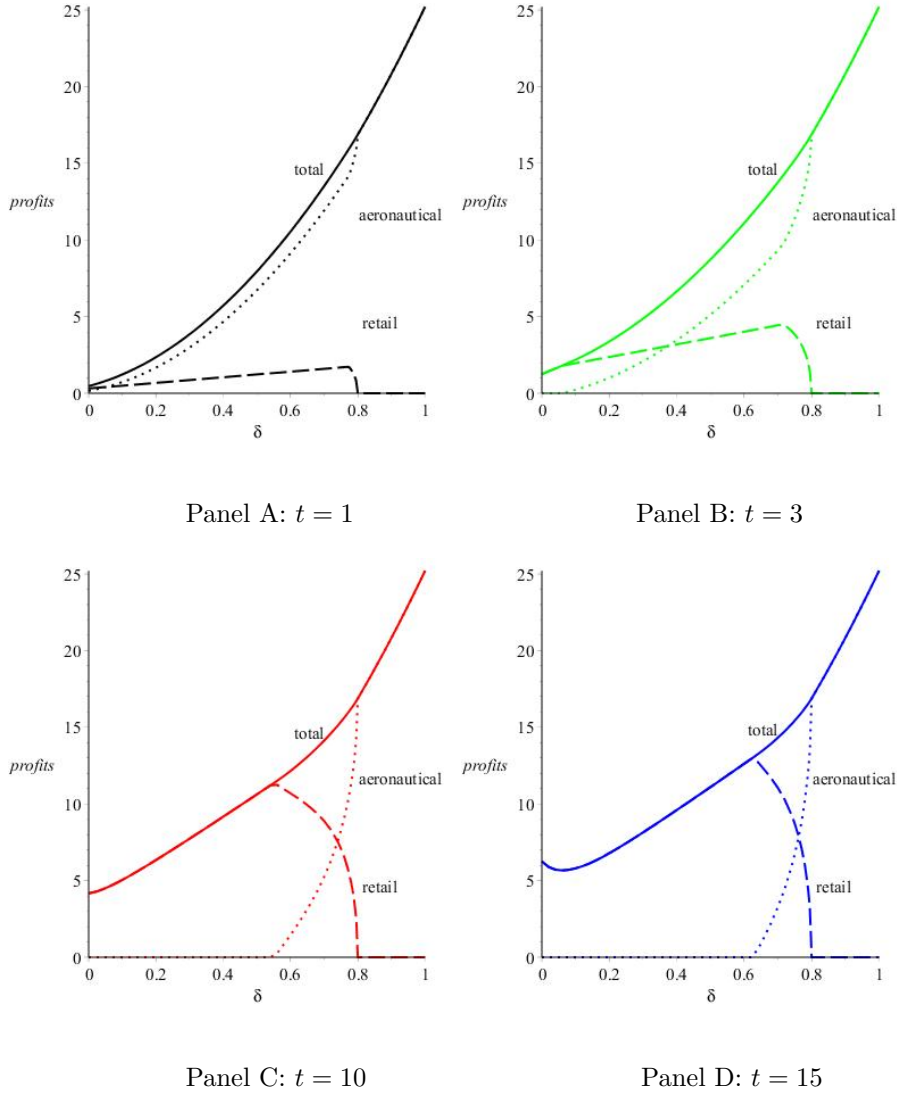 25
20
15
10
5
0
profits
total
aeronautical
retail
0 0.2 0.4 0.6 0.8 1
δ
Panel A: t = 1
25
20
15
10
5
0
profits
total
aeronautical
retail
0 0.2 0.4 0.6 0.8 1
δ
Panel B: t = 3
25
20
15
10
5
0
profits
total
aeronautical
retail
0 0.2 0.4 0.6 0.8 1
δ
Panel C: t = 10
25
20
15
10
5
0
profits
total
aeronautical
retail
0 0.2 0.4 0.6 0.8 1
δ
Panel D: t = 15